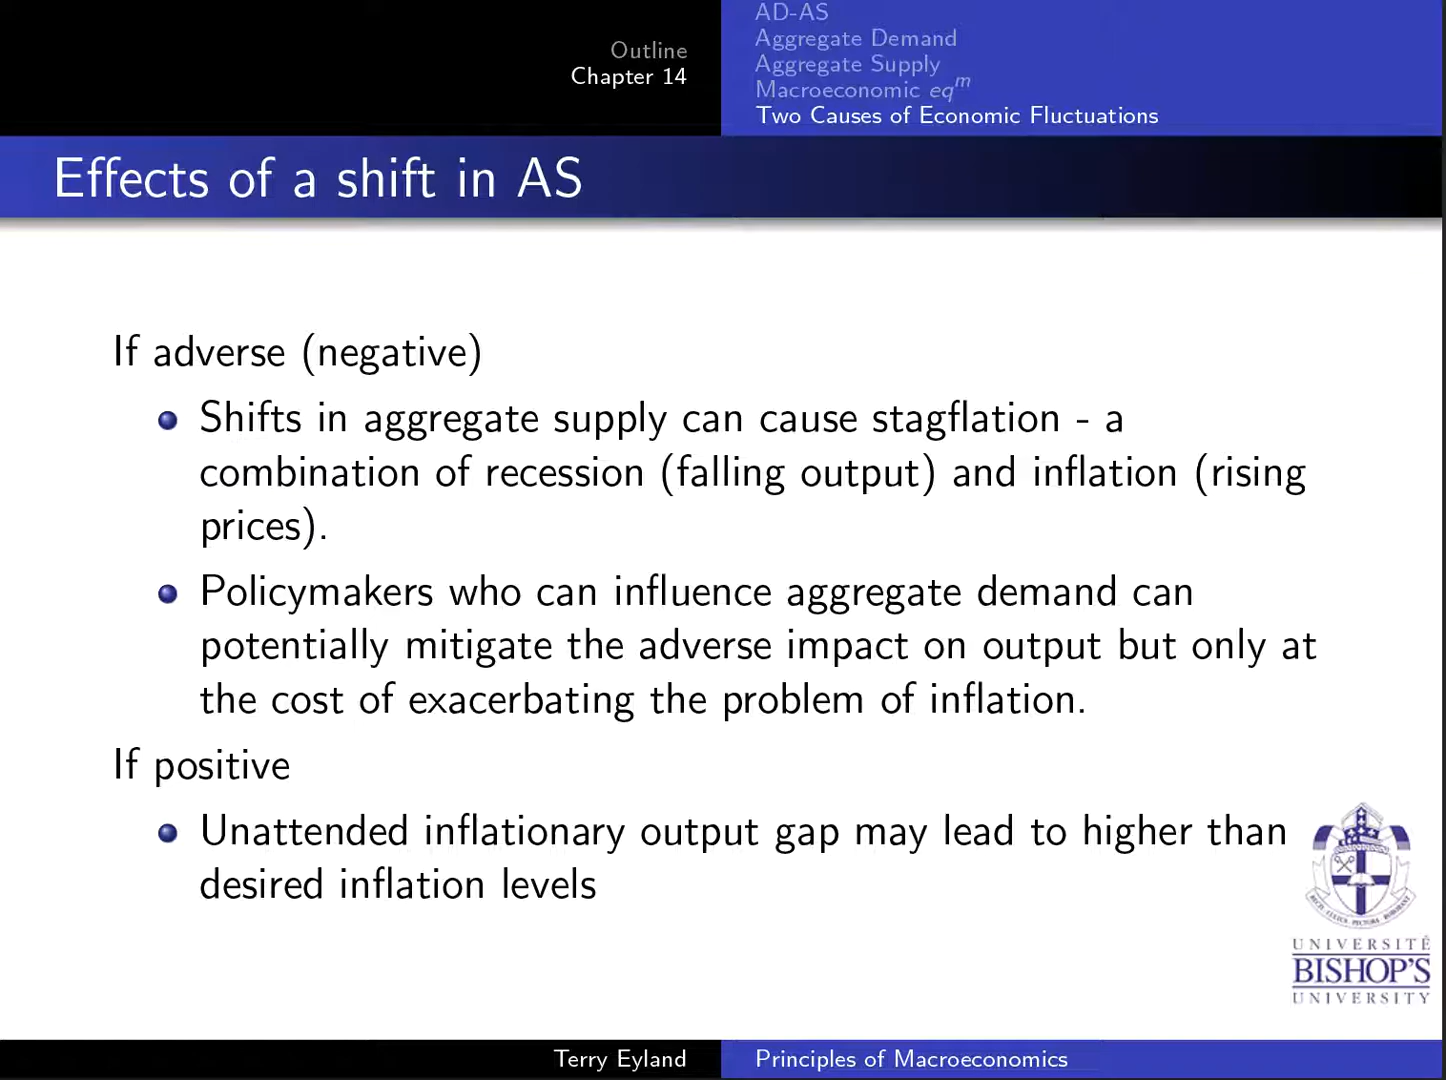 Outline
Chapter 14
AD-AS
Aggregate Demand
Aggregate Supply
Macroeconomic eqᵐ
Two Causes of Economic Fluctuations
Effects of a shift in AS
If adverse (negative)
Shifts in aggregate supply can cause stagflation - a
combination of recession (falling output) and inflation (rising
prices).
Policymakers who can influence aggregate demand can
potentially mitigate the adverse impact on output but only at
the cost of exacerbating the problem of inflation.
If positive
Unattended inflationary output gap may lead to higher than
desired inflation levels
UNIVERSITÉ
BISHOP'S
UNIVERSITY
Terry Eyland
Principles of Macroeconomics